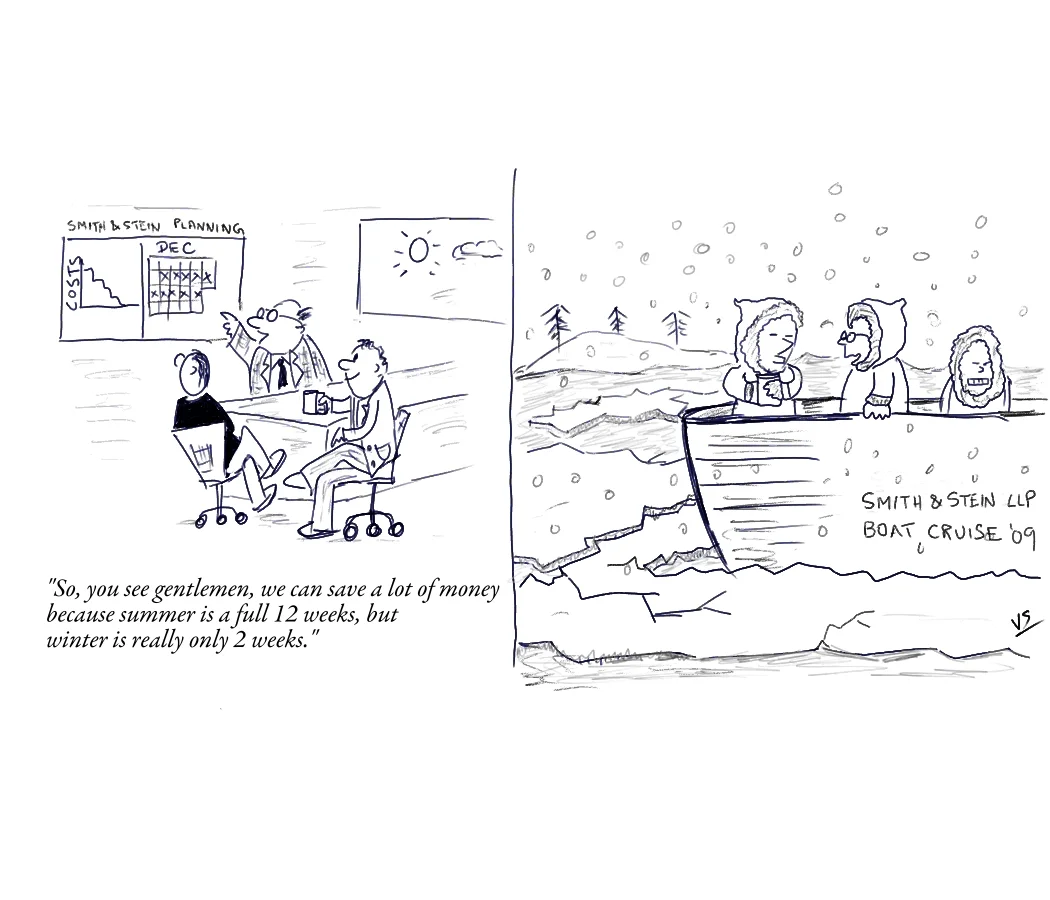 SMITH & STEIN PLANNING
COSTS
DEC
X X X X X
X X X X X
"So, you see gentlemen, we can save a lot of money
because summer is a full 12 weeks, but
winter is really only 2 weeks."
SMITH & STEIN LLP
BOAT CRUISE '09
VS